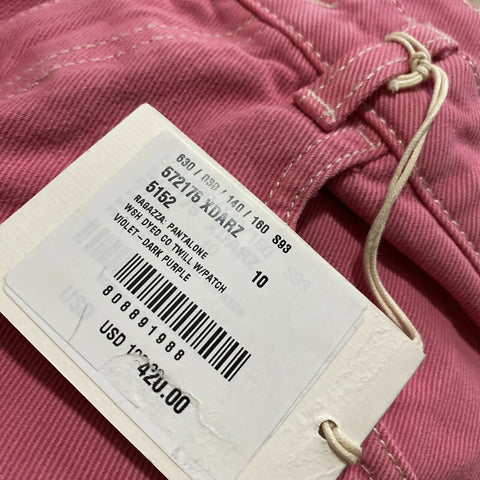 630 / 030 / 140 / 160 S93
572175 XDARZ
5152 10
RAGAZZA: PANTALONE
WSH DYED CO TWILL W/PATCH
VIOLET-DARK PURPLE
808891988
USD 420.00